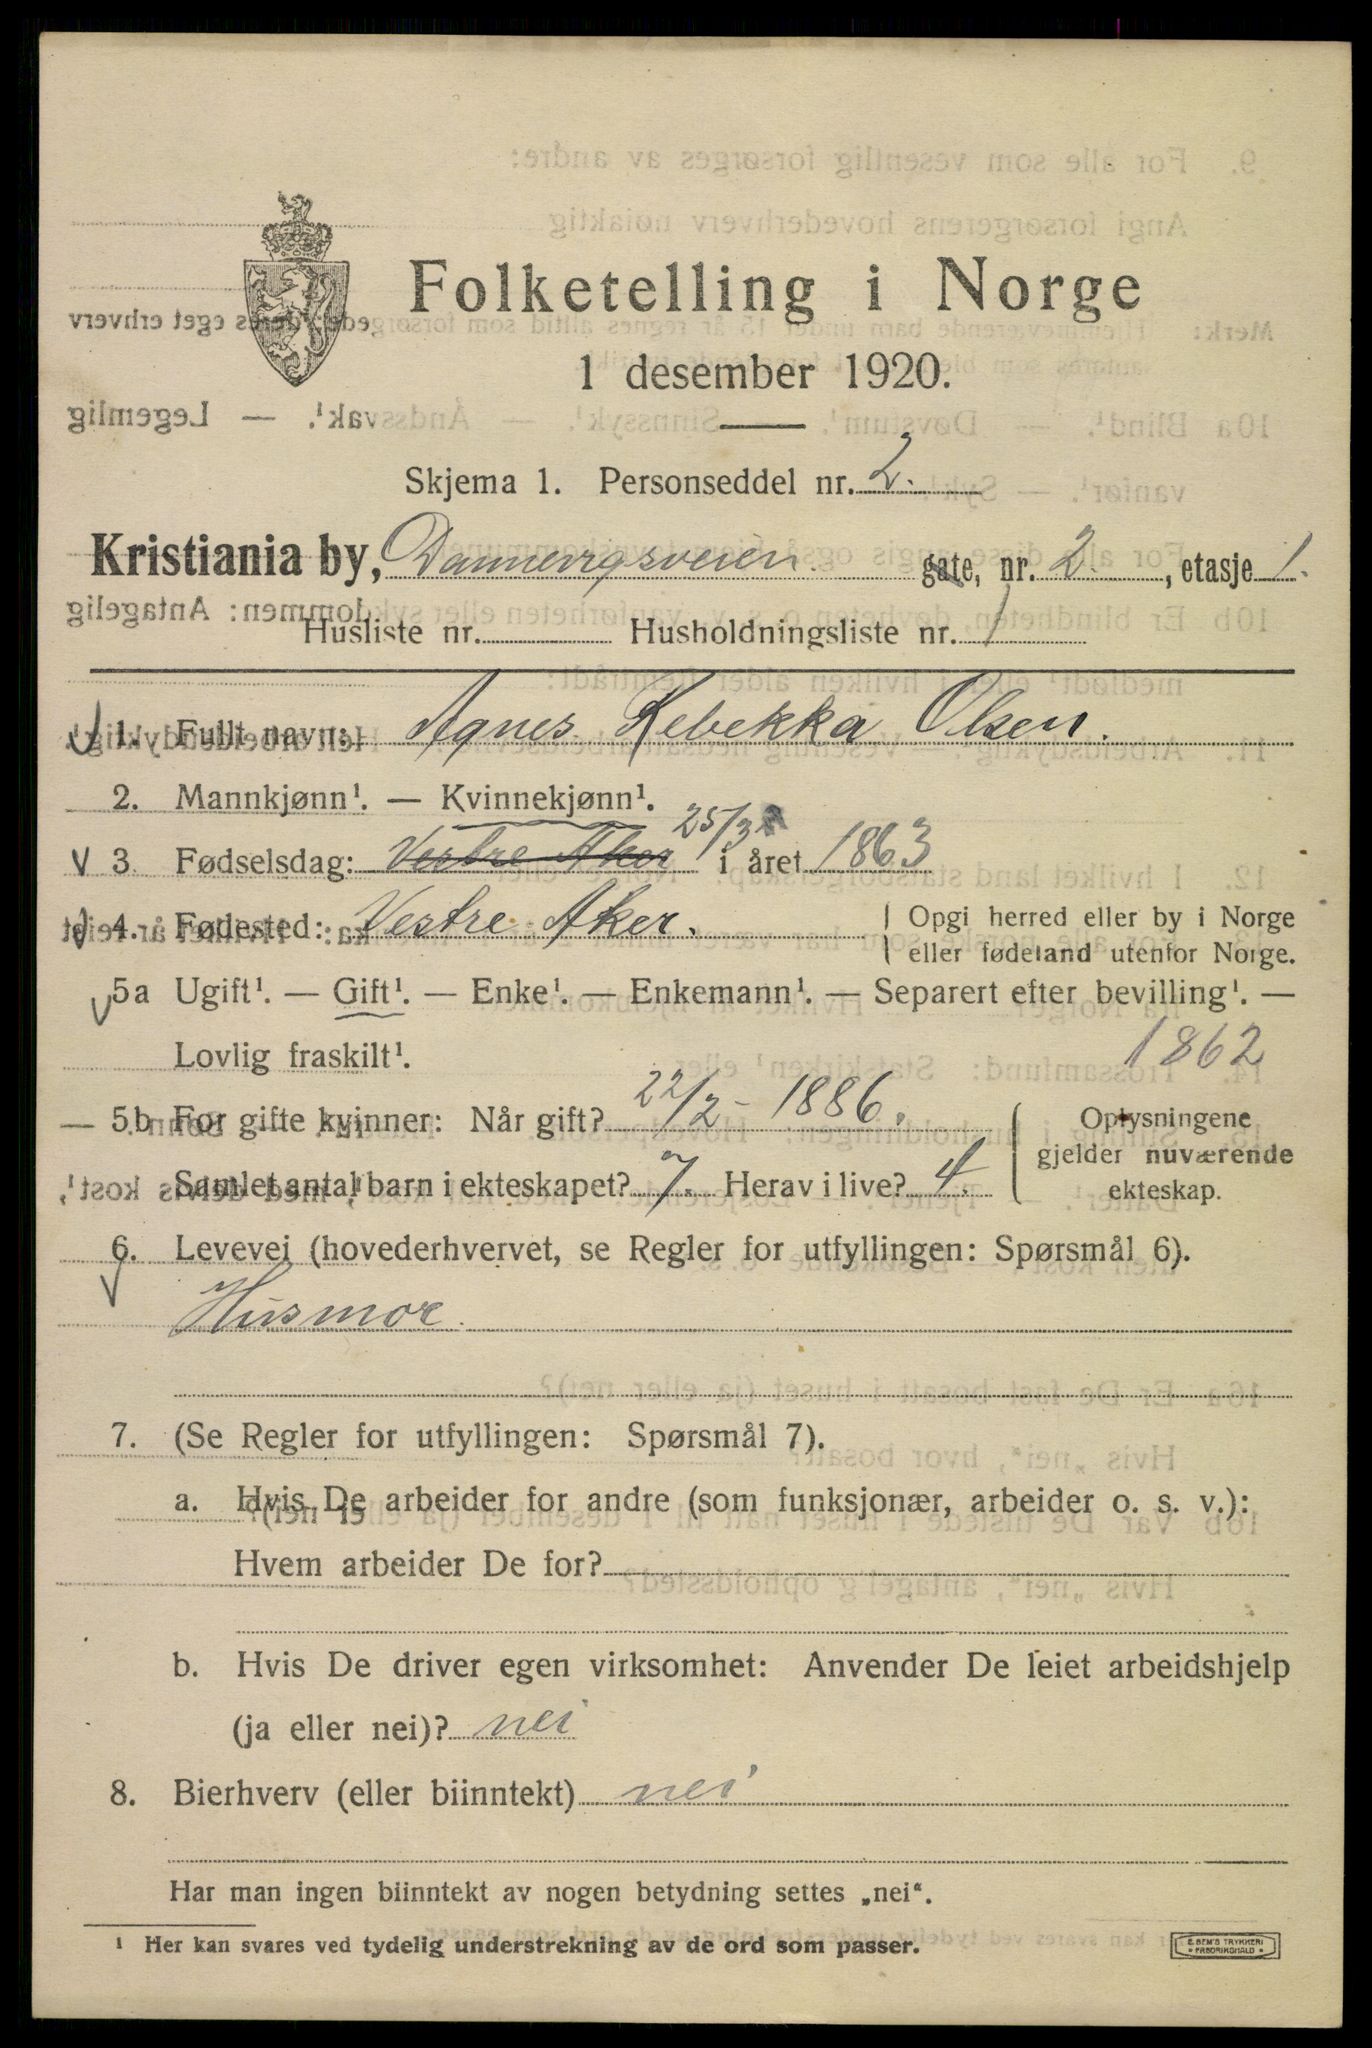 Folketelling i Norge
1 desember 1920.
Skjema 1. Personseddel nr. 2.
Kristiania by, Dannevigsveien gate, nr. 2. , etasje 1.
Husliste nr. Husholdningsliste nr. 1
1. Fullt navn: Agnes Rebekka Olsen.
2. Mannkjønn¹. — Kvinnekjønn¹.
3 Fødselsdag: Vestre Aker 25/3 i året 1863
4. Fødested: Vestre Aker. Opgi herred eller by i Norge
eller fødeland utenfor Norge.
5a Ugift¹. — Gift¹. — Enke¹. — Enkemann¹. — Separert efter bevilling¹. —
Lovlig fraskilt¹. 1862
5b For gifte kvinner: Når gift? 22/2 - 1886. Oplysningene
gjelder nuværende
ekteskap.
Samlet antal barn i ekteskapet? 7. Herav i live? 4.
6. Levevei (hovederhvervet, se Regler for utfyllingen: Spørsmål 6).
Husmor.
7. (Se Regler for utfyllingen: Spørsmål 7).
a. Hvis De arbeider for andre (som funksjonær, arbeider o. s. v.):
Hvem arbeider De for?
b. Hvis De driver egen virksomhet: Anvender De leiet arbeidshjelp
(ja eller nei)? nei
8. Bierhverv (eller biinntekt) nei
Har man ingen biinntekt av nogen betydning settes „nei“.
¹ Her kan svares ved tydelig understrekning av de ord som passer.
E. SEM'S TRYKKERI
FREDRIKSHALD